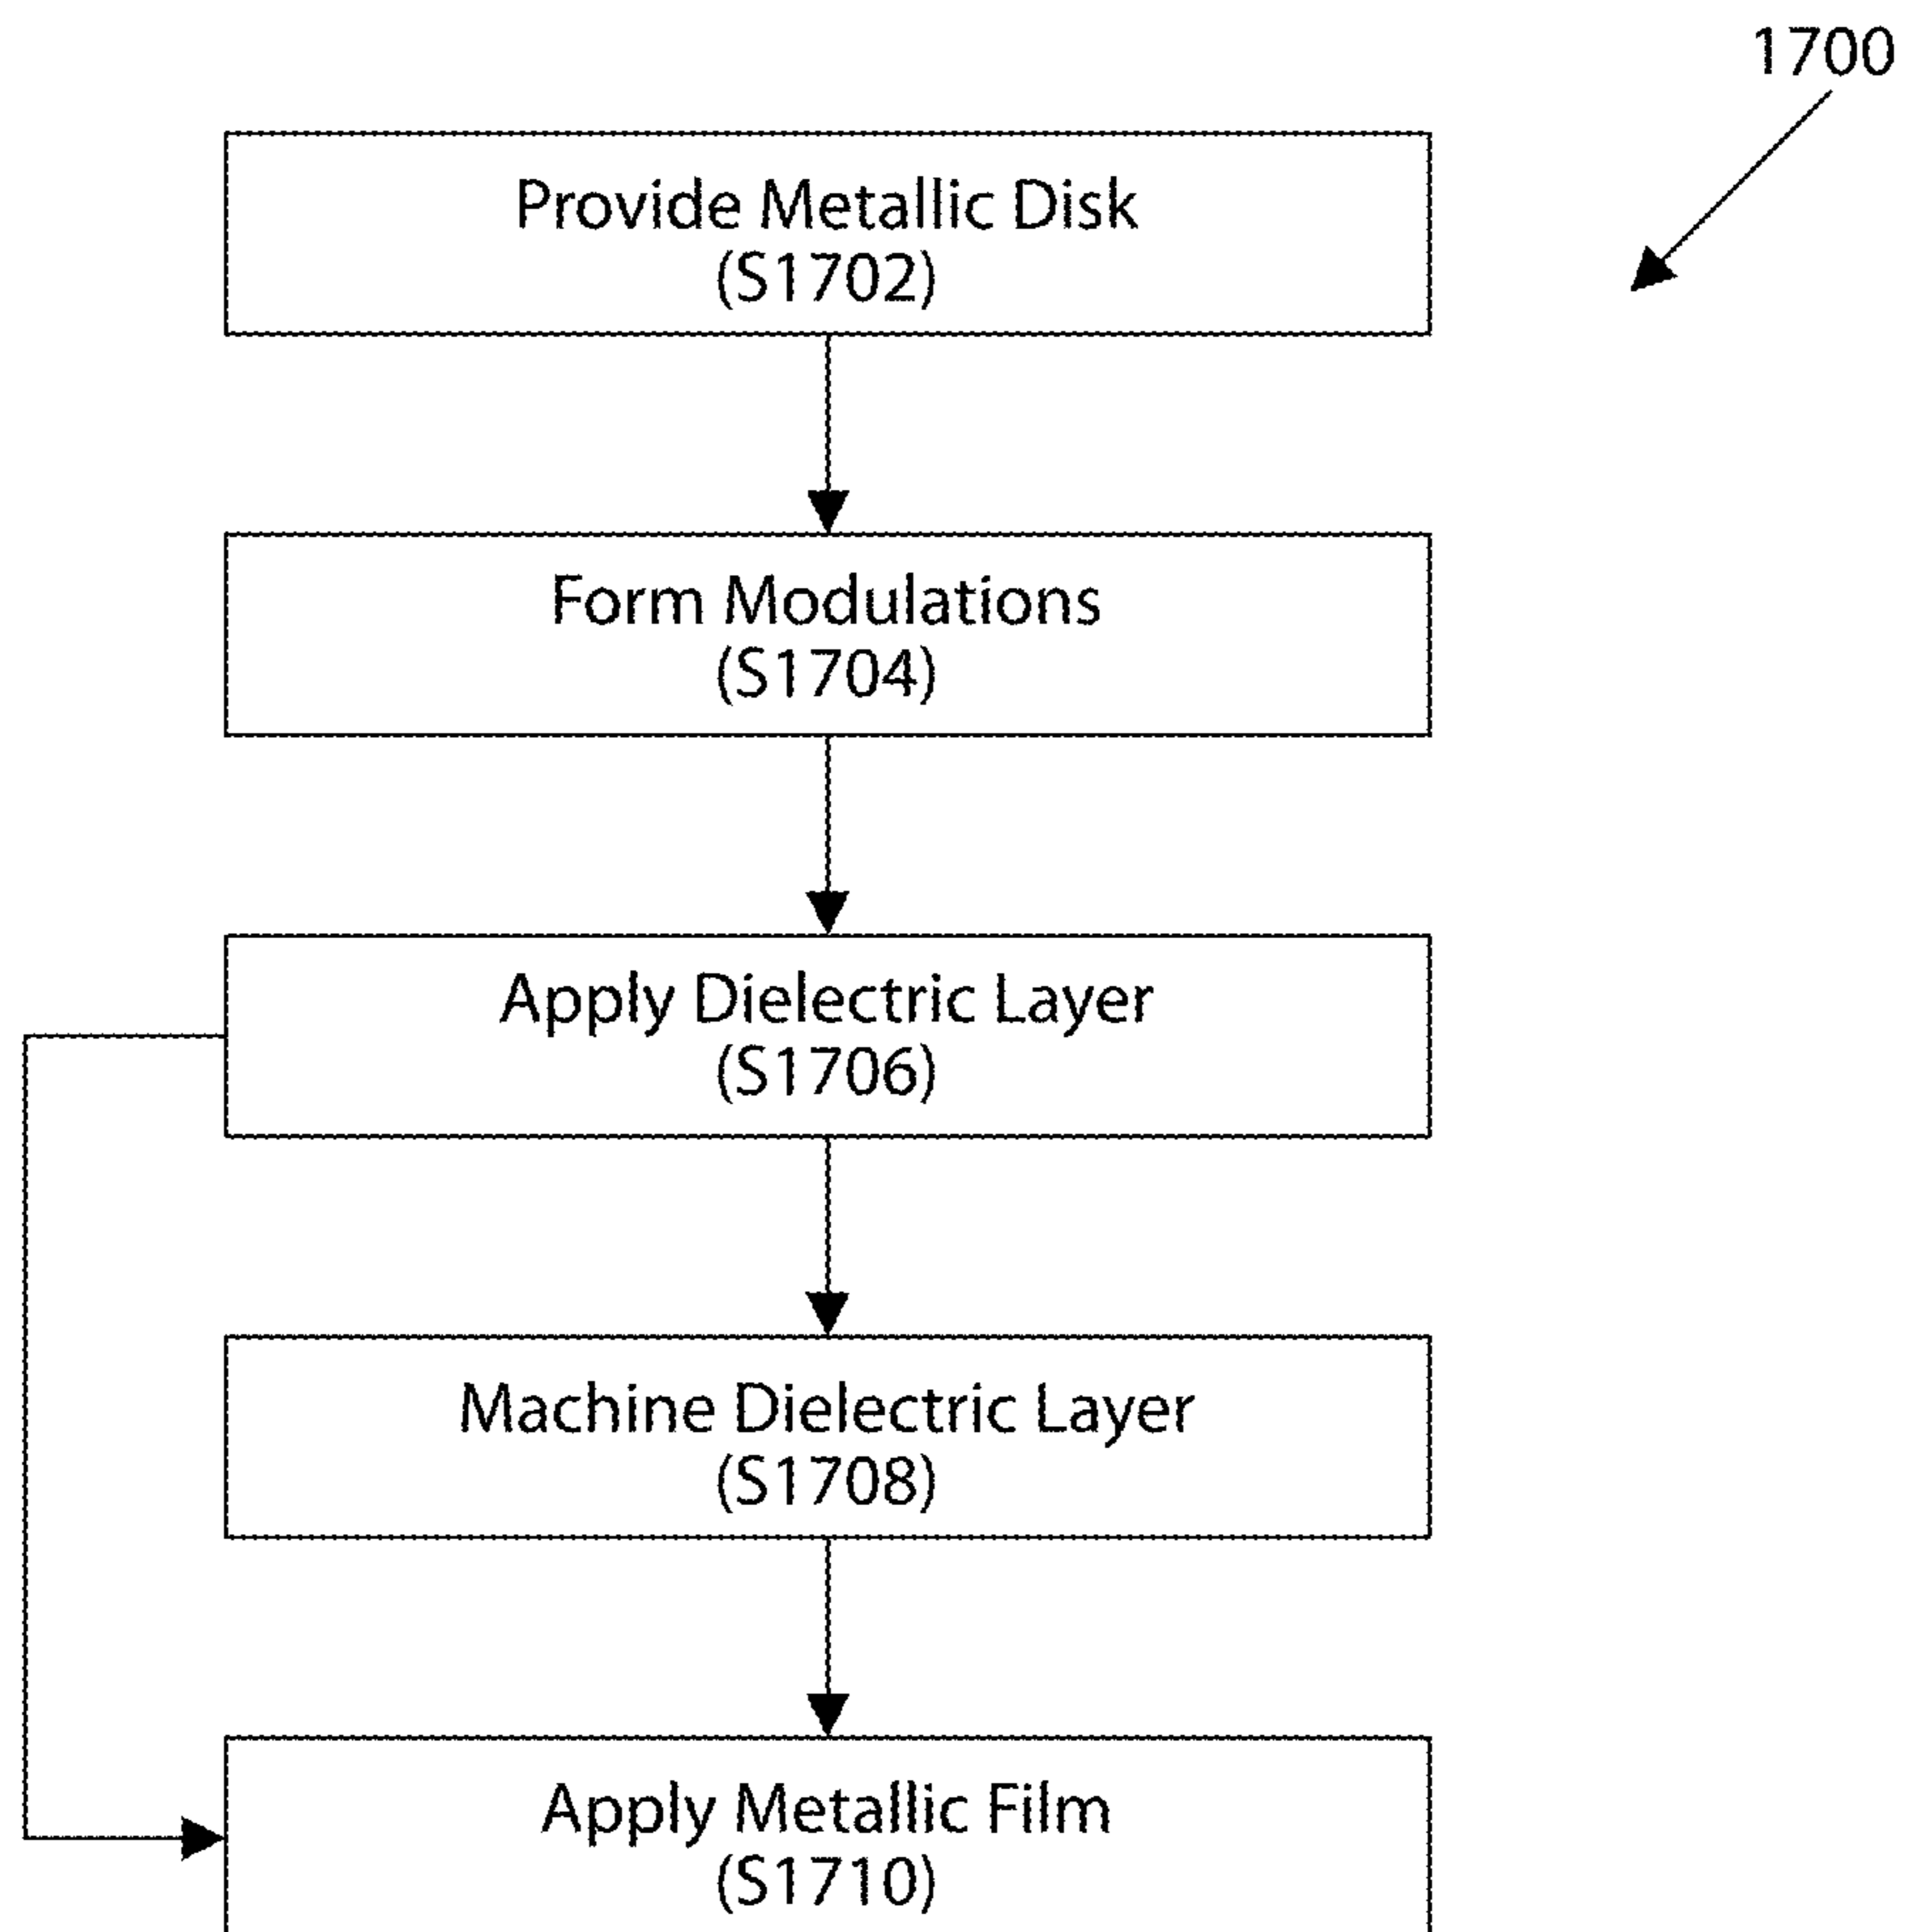 1700
Provide Metallic Disk
(S1702)
Form Modulations
(S1704)
Apply Dielectric Layer
(S1706)
Machine Dielectric Layer
(S1708)
Apply Metallic Film
(S1710)